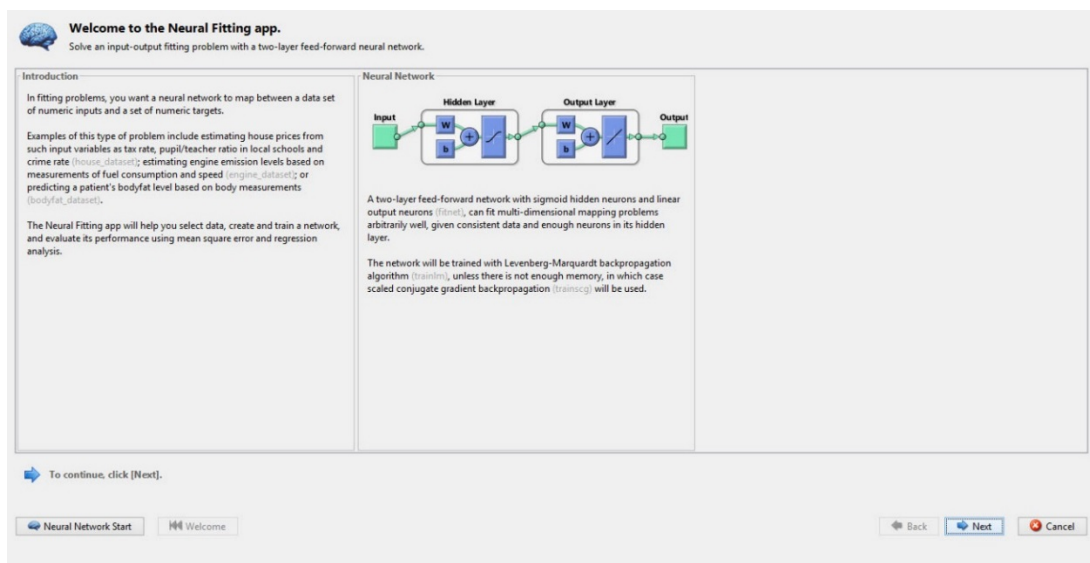 Welcome to the Neural Fitting app.
Solve an input-output fitting problem with a two-layer feed-forward neural network.
Introduction
In fitting problems, you want a neural network to map between a data set
of numeric inputs and a set of numeric targets.
Examples of this type of problem include estimating house prices from
such input variables as tax rate, pupil/teacher ratio in local schools and
crime rate (house_dataset); estimating engine emission levels based on
measurements of fuel consumption and speed (engine_dataset); or
predicting a patient's bodyfat level based on body measurements
(bodyfat_dataset).
The Neural Fitting app will help you select data, create and train a network,
and evaluate its performance using mean square error and regression
analysis.
Neural Network
Hidden Layer
Output Layer
Input
Output
W
b
+
W
b
+
A two-layer feed-forward network with sigmoid hidden neurons and linear
output neurons (fitnet), can fit multi-dimensional mapping problems
arbitrarily well, given consistent data and enough neurons in its hidden
layer.
The network will be trained with Levenberg-Marquardt backpropagation
algorithm (trainlm), unless there is not enough memory, in which case
scaled conjugate gradient backpropagation (trainscg) will be used.
To continue, click [Next].
Neural Network Start
Welcome
Back
Next
Cancel